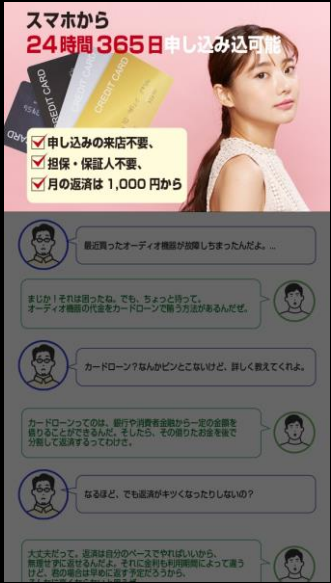 スマホから
24時間365日申し込み込可能
CREDIT CARD
CREDIT CARD
CREDIT CARD
CARD
申し込みの来店不要、
担保・保証人不要、
月の返済は 1,000 円から
最近買ったオーディオ機器が故障しちまったんだよ。...
まじか！それは困ったね。でも、ちょっと待って。
オーディオ機器の代金をカードローンで賄う方法があるんだぜ。
カードローン？なんかピンとこないけど、詳しく教えてくれよ。
カードローンってのは、銀行や消費者金融から一定の金額を
借りることができるんだ。そしたら、その借りたお金を後で
分割して返済するってわけさ。
なるほど、でも返済がキツくなったりしないの？
大丈夫だって、返済は自分のペースでやればいいから、
無理せずに返せるんだよ。それに金利も利用期間によって違う
けど、君の場合は早めに返す予定だろうから、